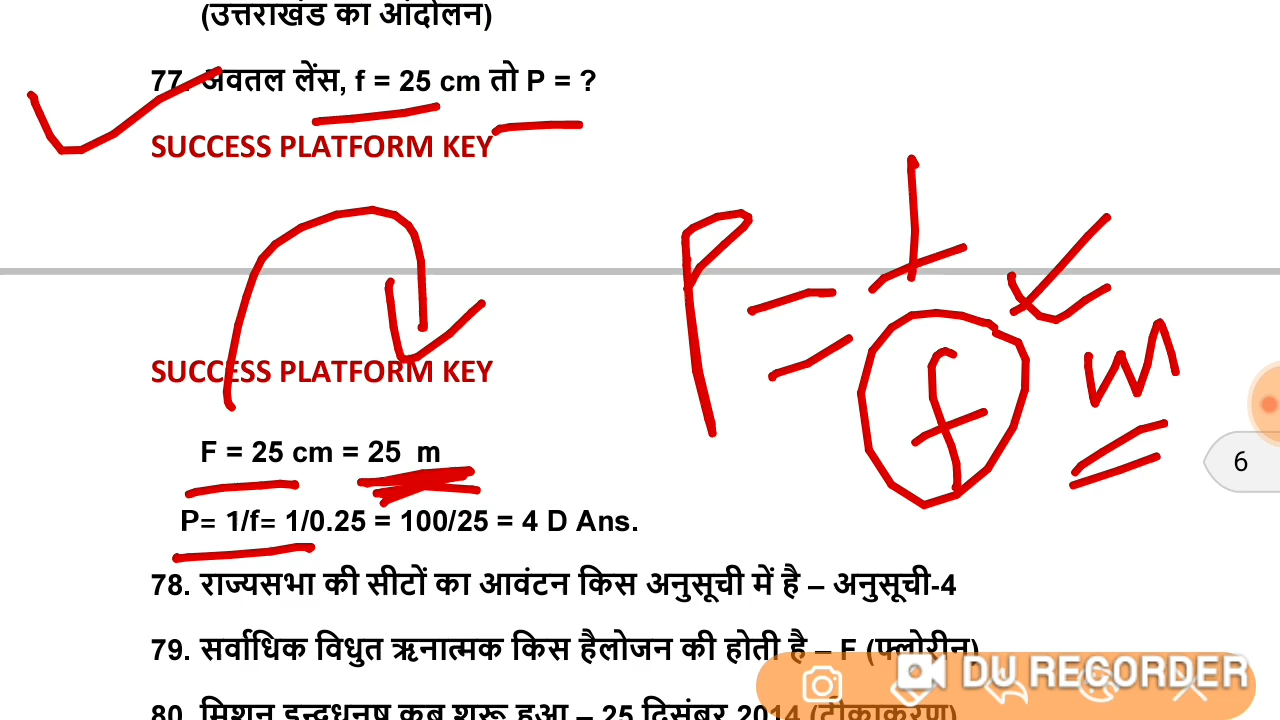 (उत्तराखंड का आंदोलन)
77. अवतल लेंस, f = 25 cm तो P = ?
SUCCESS PLATFORM KEY
P = 1/f
m
SUCCESS PLATFORM KEY
F = 25 cm = 25 m
6
P= 1/f= 1/0.25 = 100/25 = 4 D Ans.
78. राज्यसभा की सीटों का आवंटन किस अनुसूची में है – अनुसूची-4
79. सर्वाधिक विधुत ऋनात्मक किस हैलोजन की होती है – F (फ्लोरीन)
DU RECORDER
80. मिशन इन्द्रधनुष कब शुरू हुआ – 25 दिसंबर 2014 (टीकाकरण)